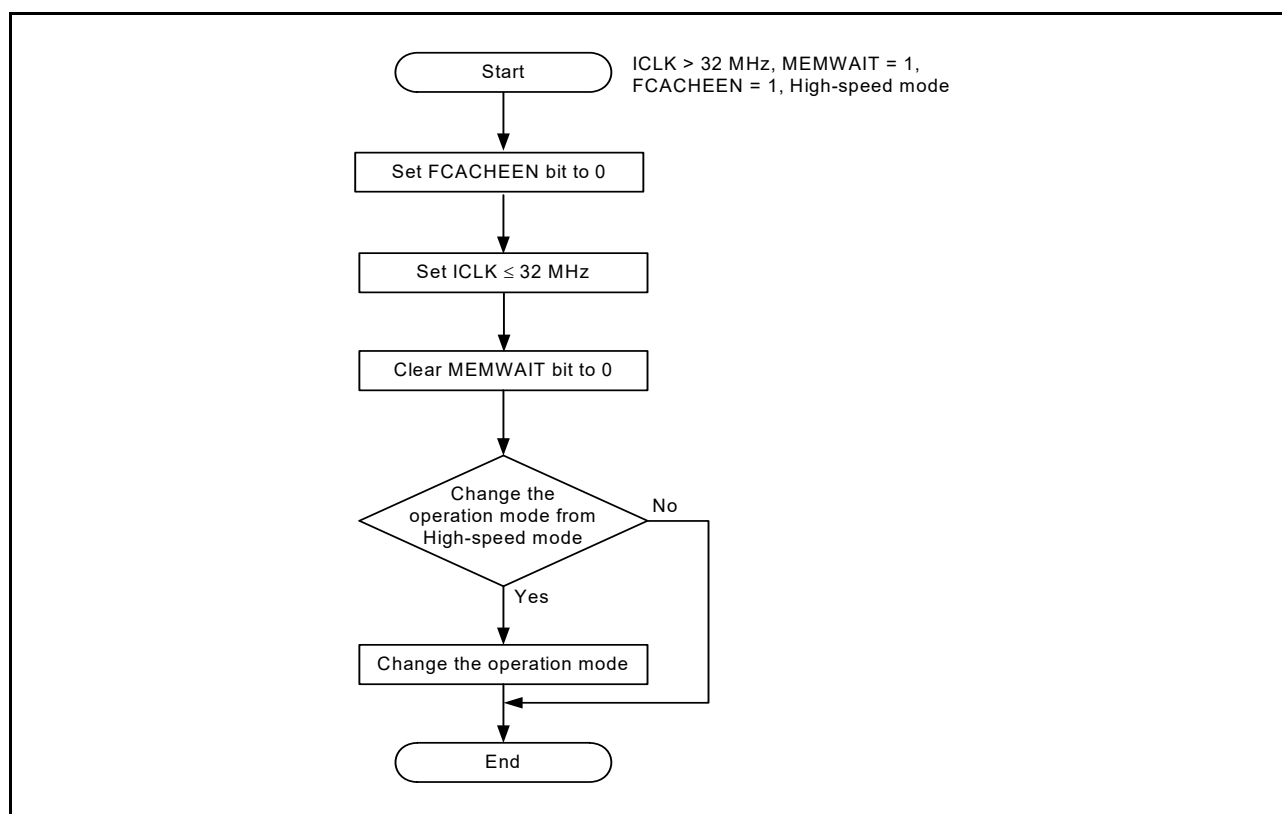 Start
ICLK > 32 MHz, MEMWAIT = 1,
FCACHEEN = 1, High-speed mode
Set FCACHEEN bit to 0
Set ICLK ≤ 32 MHz
Clear MEMWAIT bit to 0
Change the
operation mode from
High-speed mode
No
Yes
Change the operation mode
End